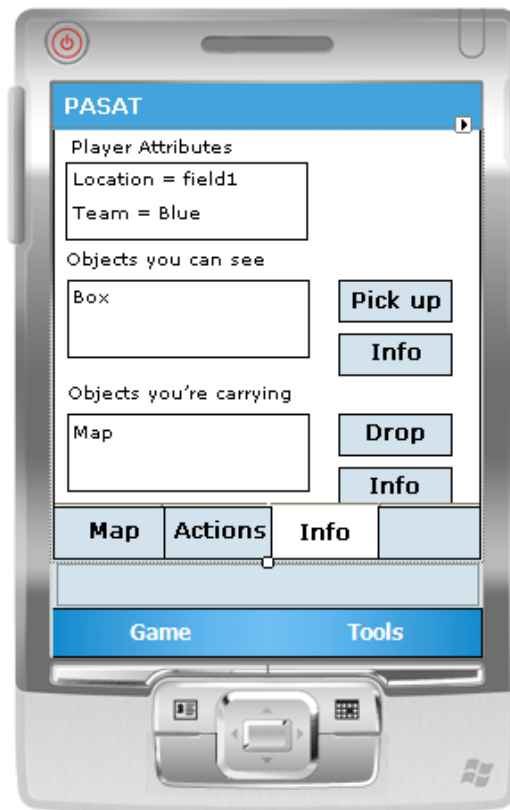 PASAT
Player Attributes
Location = field1
Team = Blue
Objects you can see
Box
Pick up
Info
Objects you're carrying
Map
Drop
Info
Map Actions Info
Game Tools